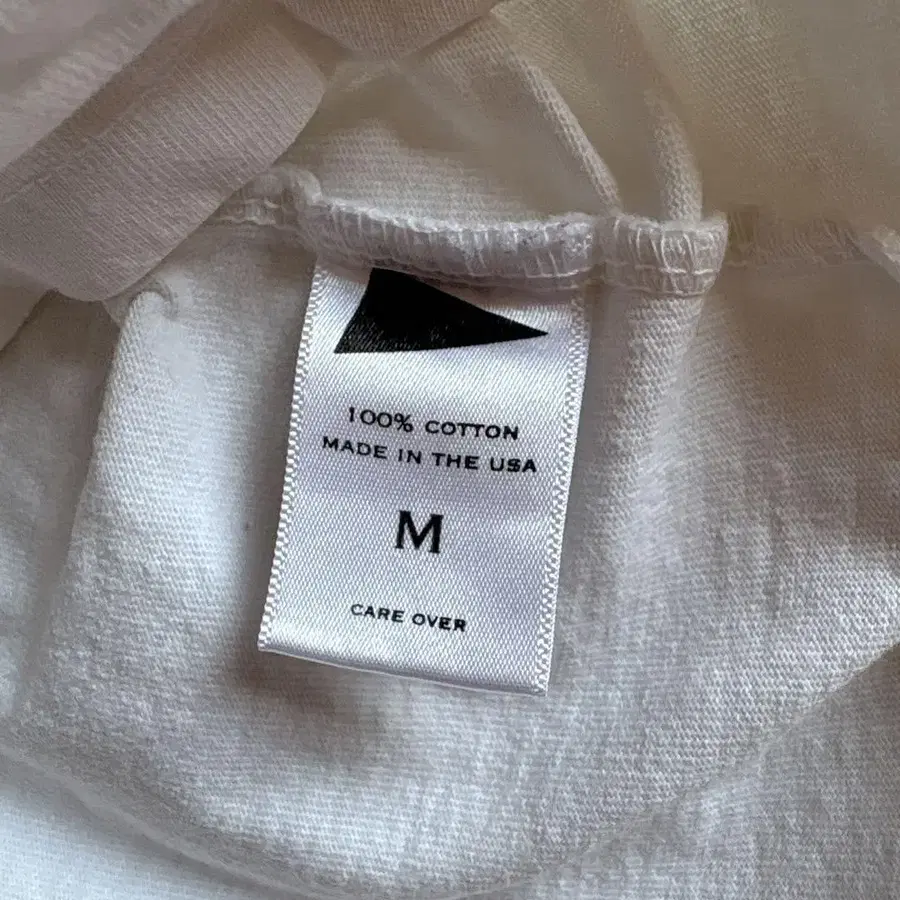 100% COTTON
MADE IN THE USA
M
CARE OVER